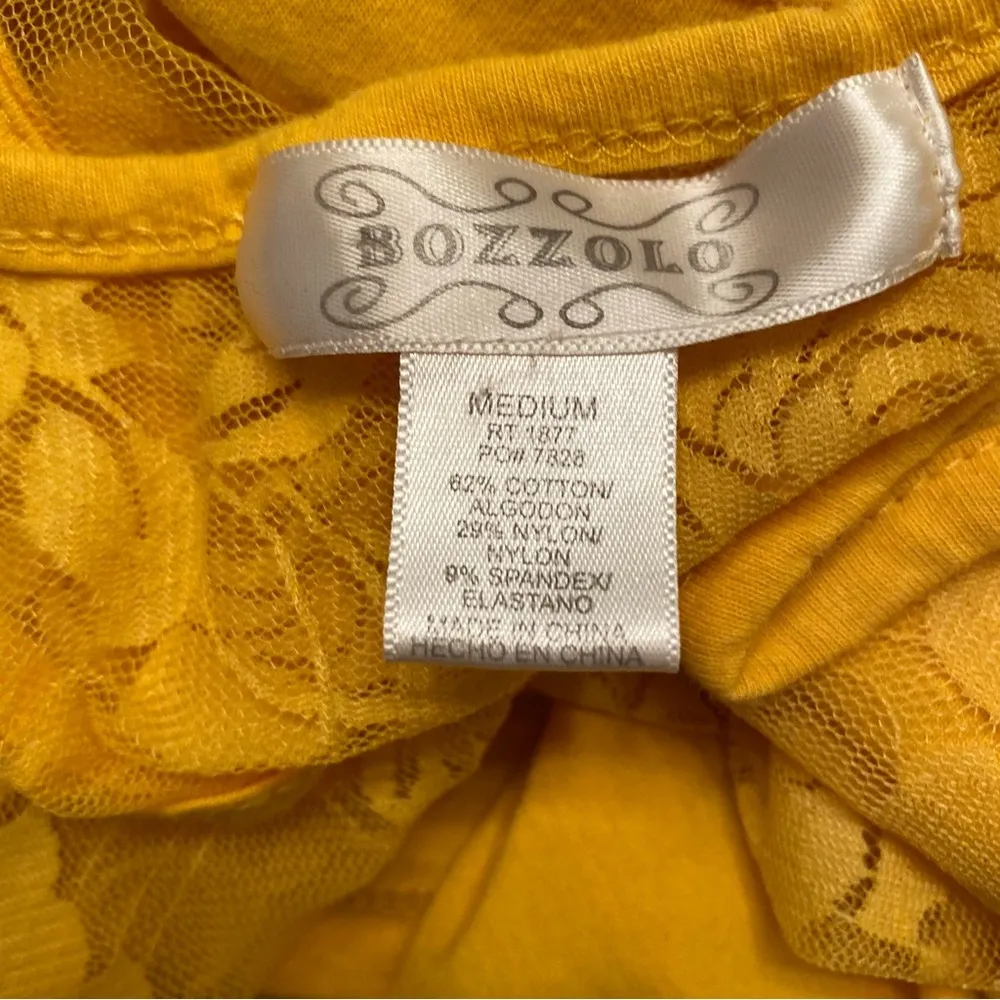 BOZZOLO
MEDIUM
RT 1877
PO# 7328
62% COTTON/
ALGODON
29% NYLON/
NYLON
9% SPANDEX/
ELASTANO
MADE IN CHINA
HECHO EN CHINA